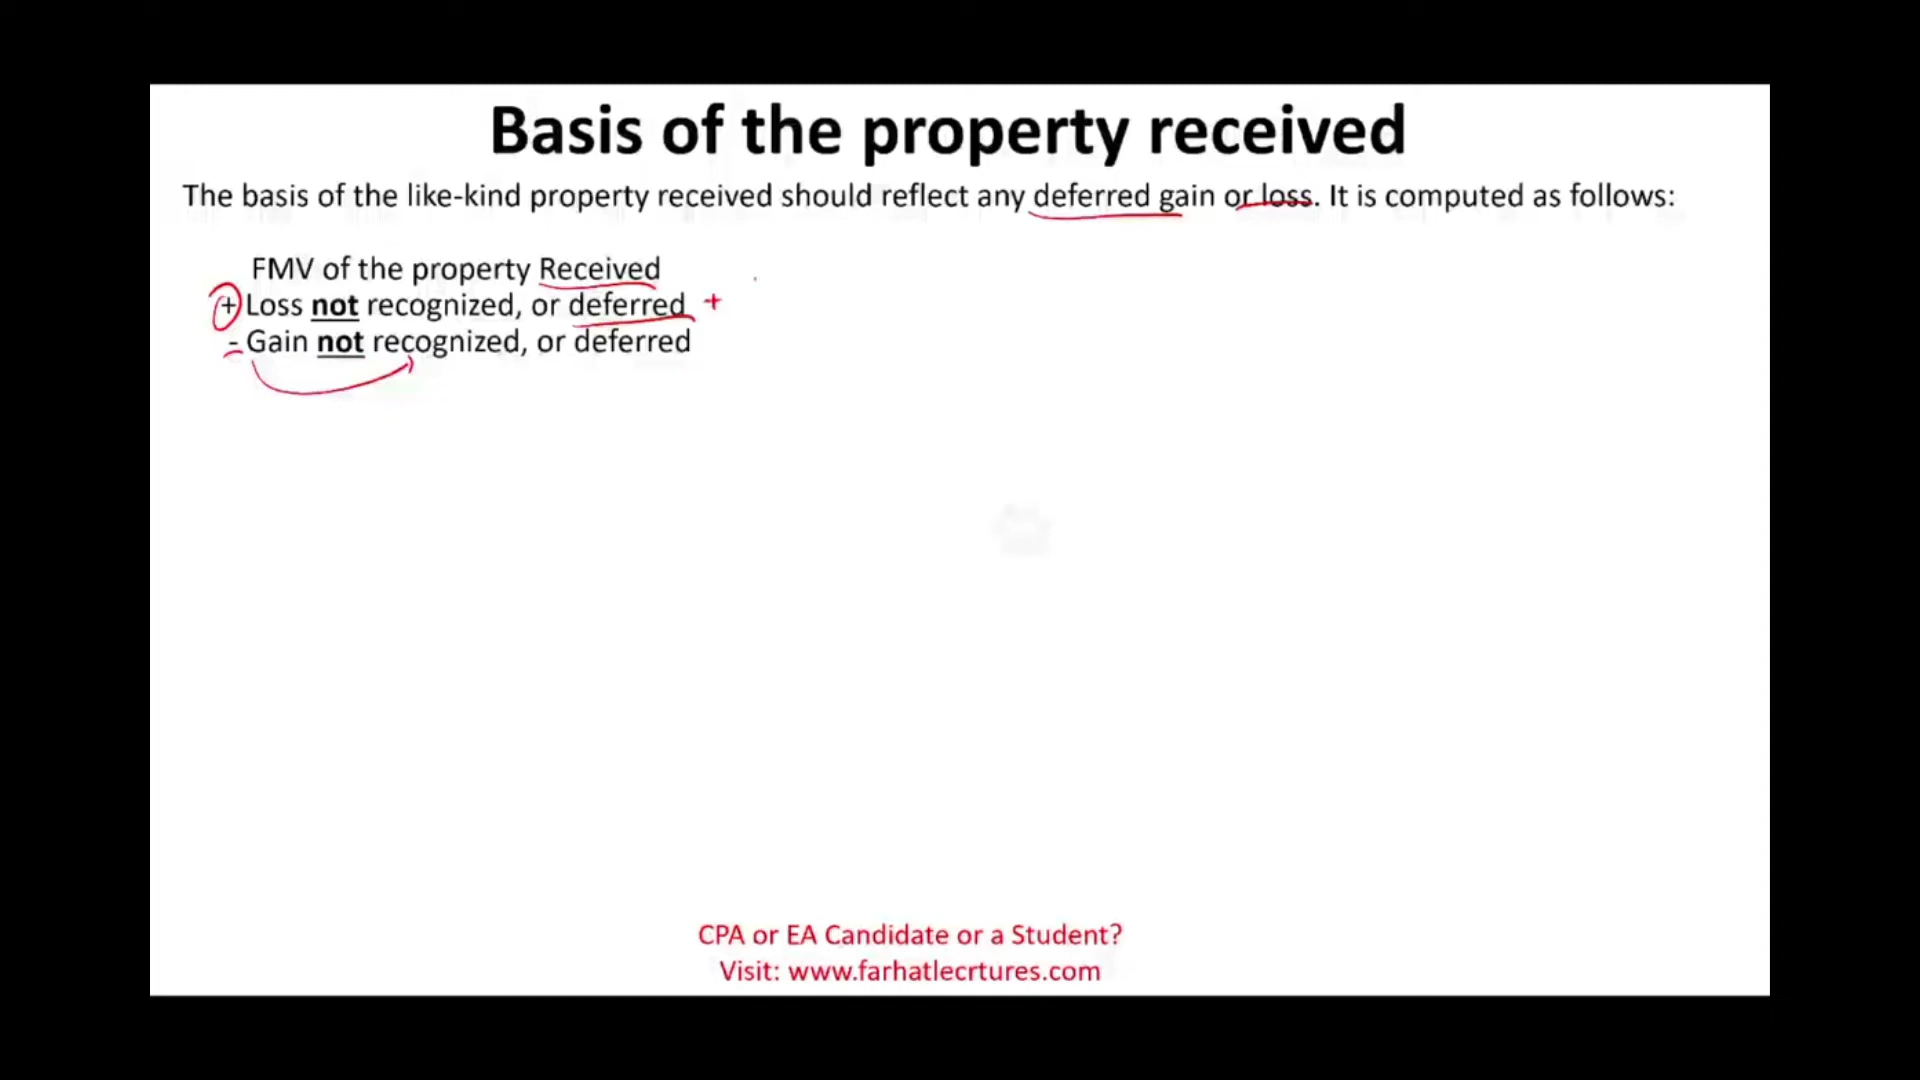 Basis of the property received
The basis of the like-kind property received should reflect any deferred gain or loss. It is computed as follows:
FMV of the property Received
+ Loss not recognized, or deferred +
- Gain not recognized, or deferred
CPA or EA Candidate or a Student?
Visit: www.farhatlecrtures.com